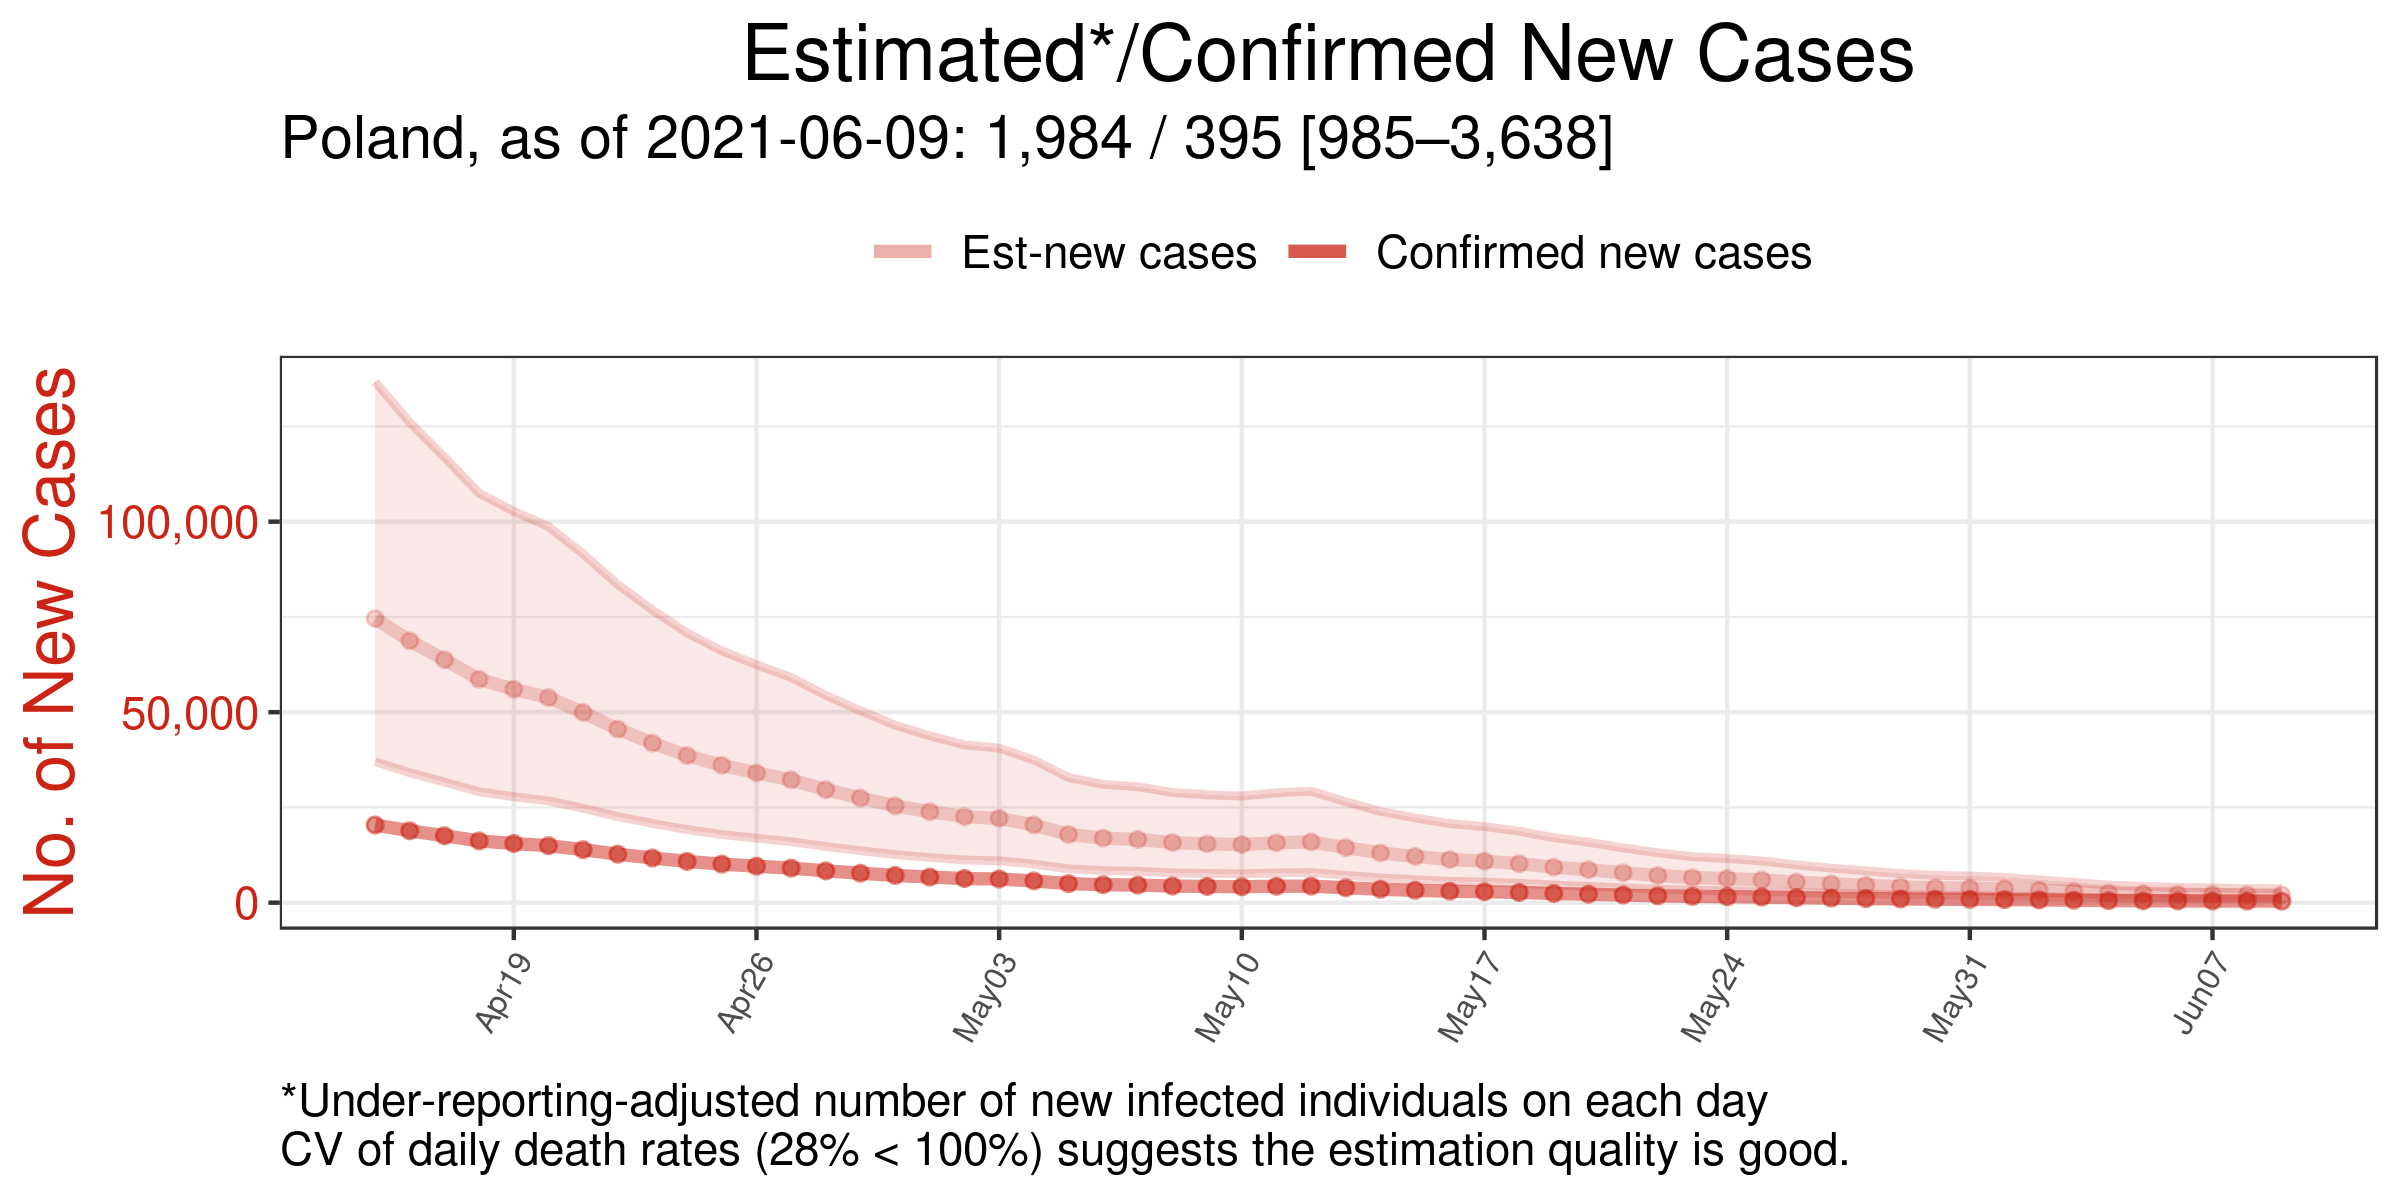 Estimated*/Confirmed New Cases
Poland, as of 2021-06-09: 1,984 / 395 [985–3,638]
Est-new cases
Confirmed new cases
No. of New Cases
100,000
50,000
0
Apr19
Apr26
May03
May10
May17
May24
May31
Jun07
*Under-reporting-adjusted number of new infected individuals on each day
CV of daily death rates (28% < 100%) suggests the estimation quality is good.